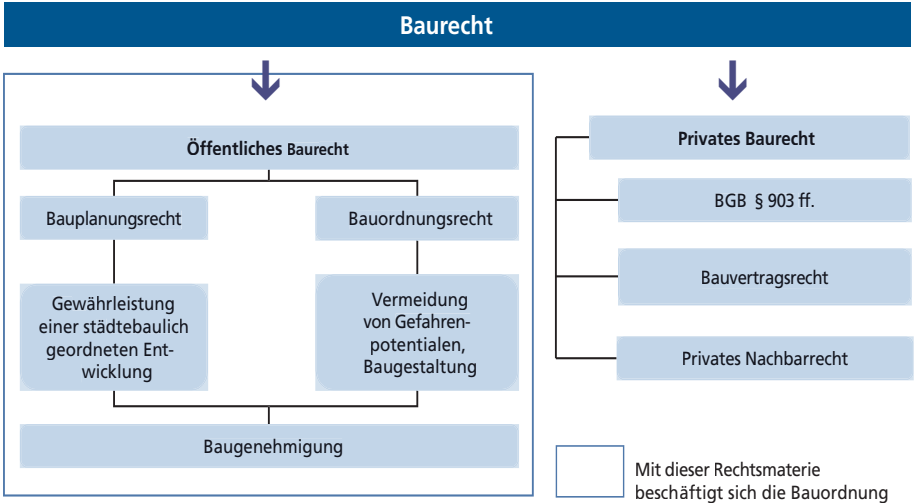 Baurecht
Öffentliches Baurecht
Bauplanungsrecht
Bauordnungsrecht
Gewährleistung
einer städtebaulich
geordneten Ent-
wicklung
Vermeidung
von Gefahren-
potentialen,
Baugestaltung
Baugenehmigung
Privates Baurecht
BGB § 903 ff.
Bauvertragsrecht
Privates Nachbarrecht
Mit dieser Rechtsmaterie
beschäftigt sich die Bauordnung